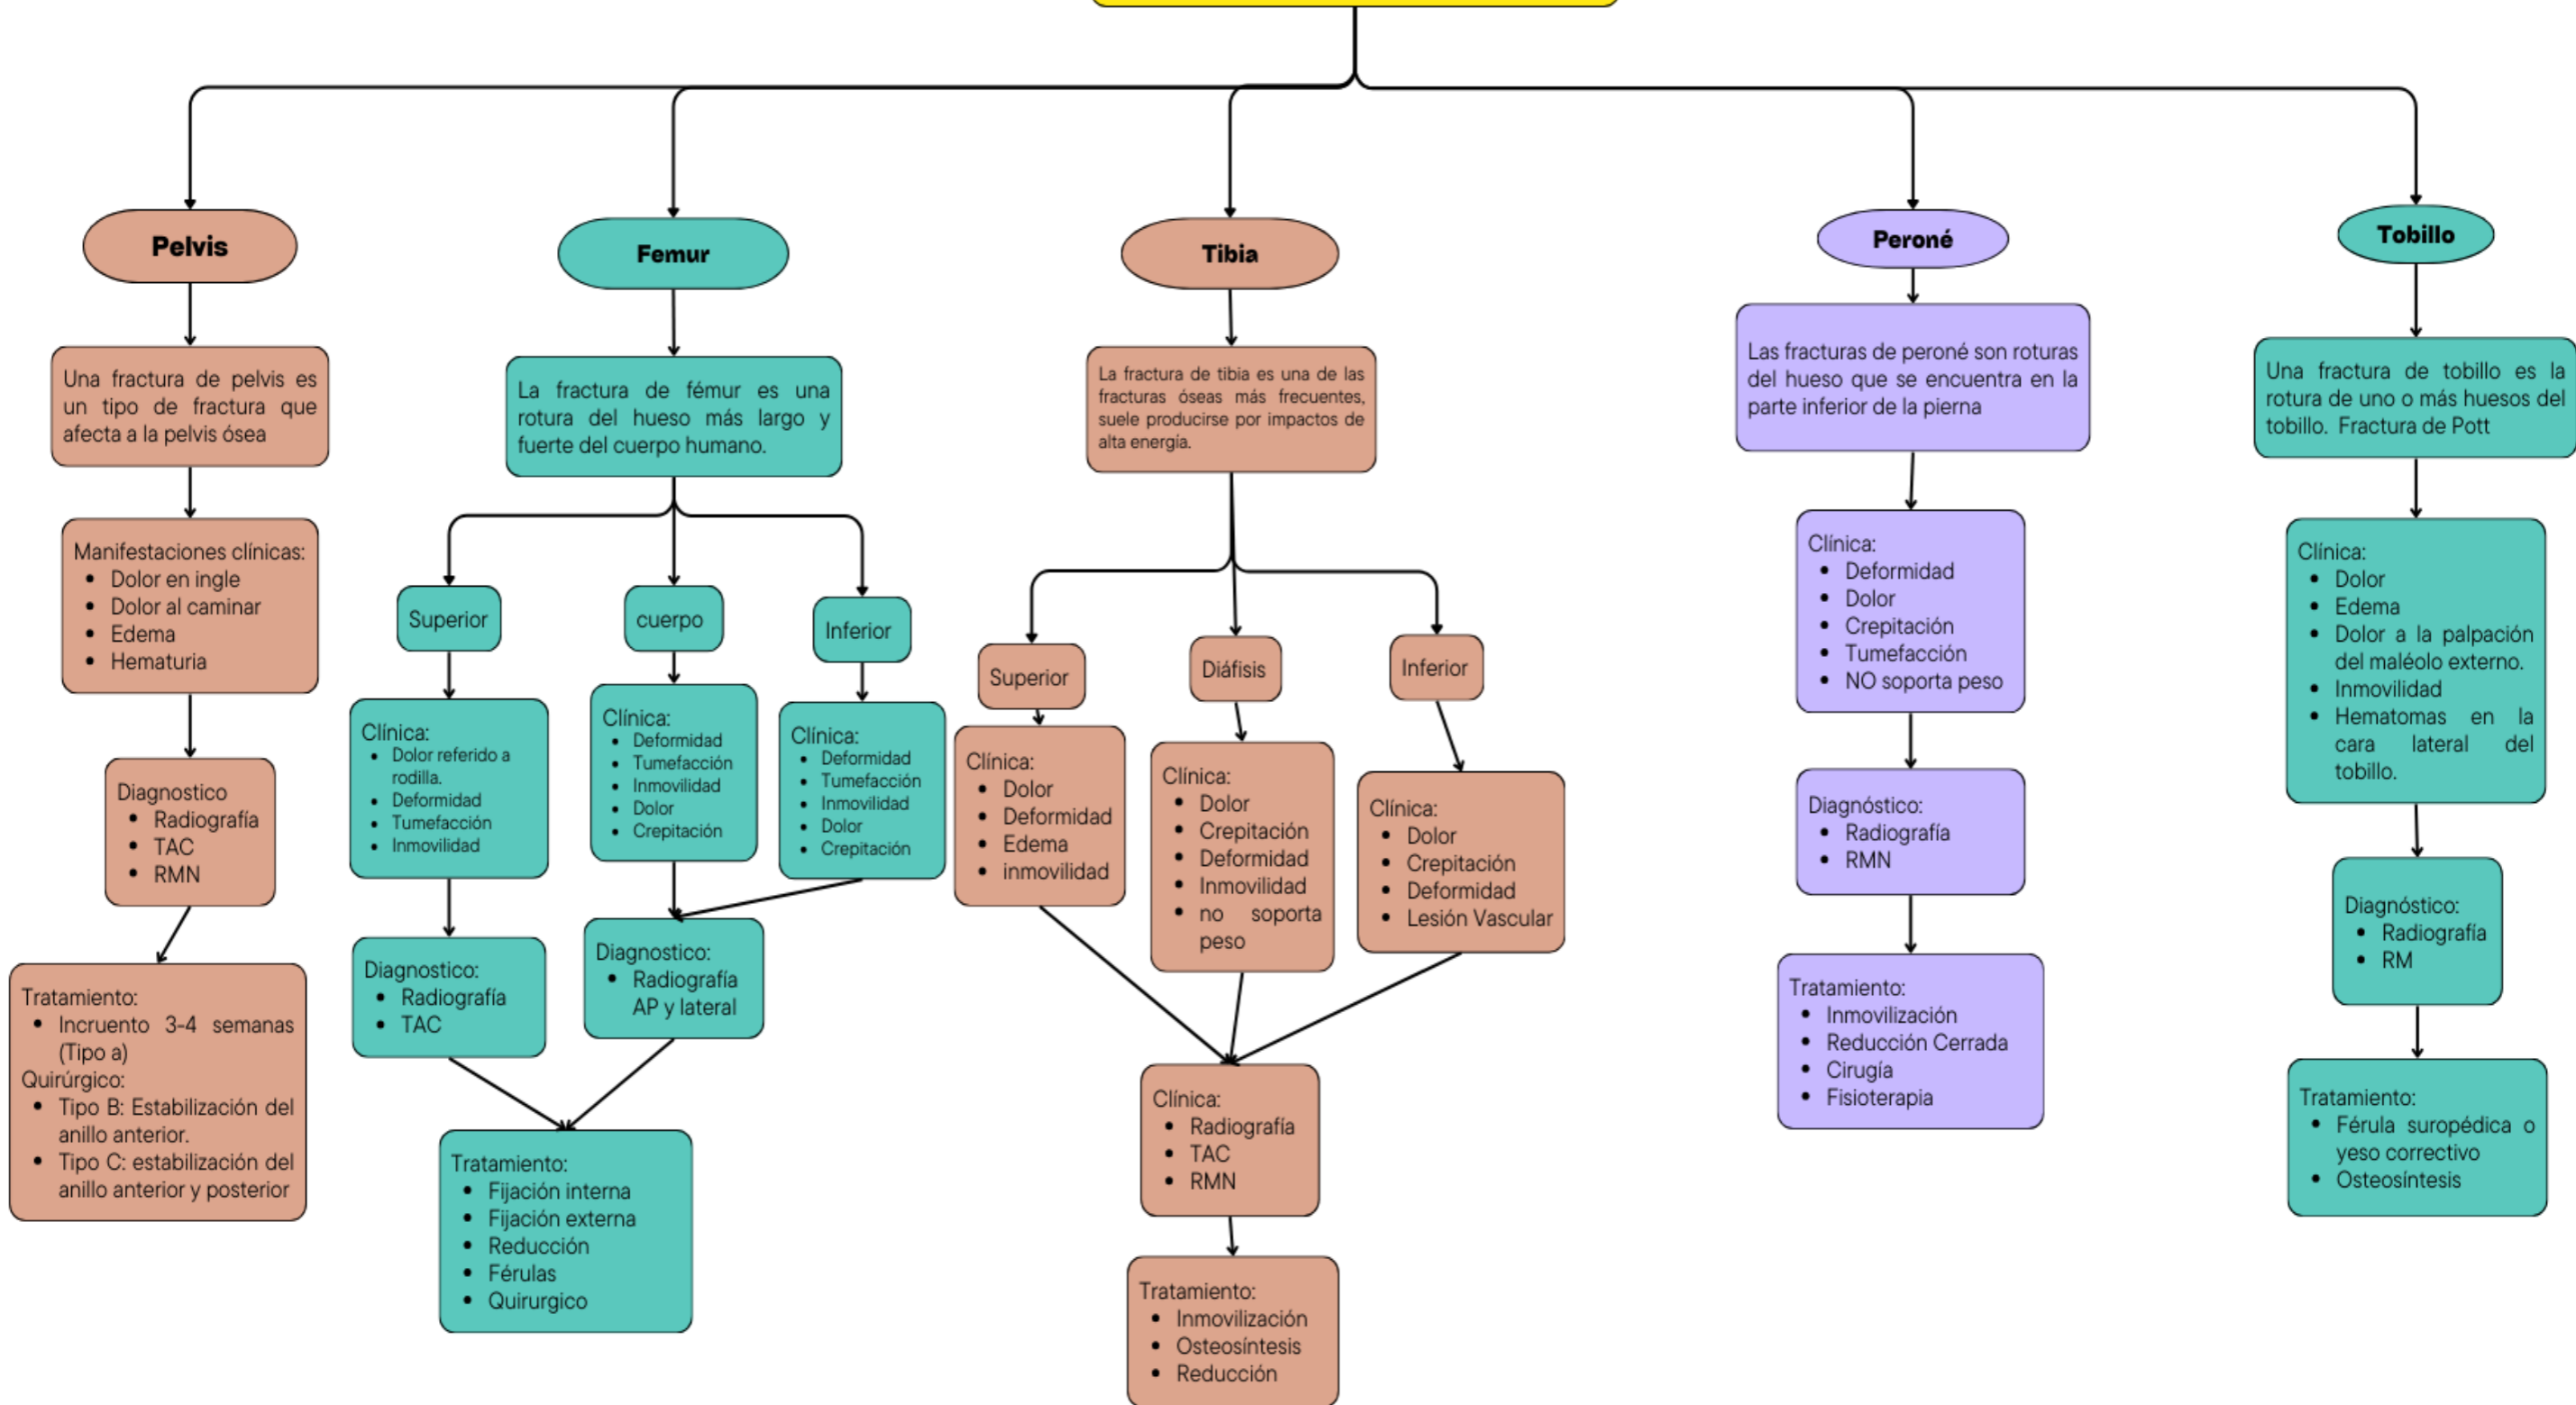 Pelvis
Una fractura de pelvis es
un tipo de fractura que
afecta a la pelvis ósea
Manifestaciones clínicas:
• Dolor en ingle
• Dolor al caminar
• Edema
• Hematuria
Diagnostico
• Radiografía
• TAC
• RMN
Tratamiento:
• Incruento 3-4 semanas
(Tipo a)
Quirúrgico:
• Tipo B: Estabilización del
anillo anterior.
• Tipo C: estabilización del
anillo anterior y posterior
Femur
La fractura de fémur es una
rotura del hueso más largo y
fuerte del cuerpo humano.
Superior
Clínica:
• Dolor referido a
rodilla.
• Deformidad
• Tumefacción
• Inmovilidad
Diagnostico:
• Radiografía
• TAC
cuerpo
Clínica:
• Deformidad
• Tumefacción
• Inmovilidad
• Dolor
• Crepitación
Inferior
Clínica:
• Deformidad
• Tumefacción
• Inmovilidad
• Dolor
• Crepitación
Diagnostico:
• Radiografía
AP y lateral
Tratamiento:
• Fijación interna
• Fijación externa
• Reducción
• Férulas
• Quirurgico
Tibia
La fractura de tibia es una de las
fracturas óseas más frecuentes,
suele producirse por impactos de
alta energía.
Superior
Clínica:
• Dolor
• Deformidad
• Edema
• inmovilidad
Diáfisis
Clínica:
• Dolor
• Crepitación
• Deformidad
• Inmovilidad
• no soporta
peso
Inferior
Clínica:
• Dolor
• Crepitación
• Deformidad
• Lesión Vascular
Clínica:
• Radiografía
• TAC
• RMN
Tratamiento:
• Inmovilización
• Osteosíntesis
• Reducción
Peroné
Las fracturas de peroné son roturas
del hueso que se encuentra en la
parte inferior de la pierna
Clínica:
• Deformidad
• Dolor
• Crepitación
• Tumefacción
• NO soporta peso
Diagnóstico:
• Radiografía
• RMN
Tratamiento:
• Inmovilización
• Reducción Cerrada
• Cirugía
• Fisioterapia
Tobillo
Una fractura de tobillo es la
rotura de uno o más huesos del
tobillo. Fractura de Pott
Clínica:
• Dolor
• Edema
• Dolor a la palpación
del maléolo externo.
• Inmovilidad
• Hematomas en la
cara lateral del
tobillo.
Diagnóstico:
• Radiografía
• RM
Tratamiento:
• Férula suropédica o
yeso correctivo
• Osteosíntesis